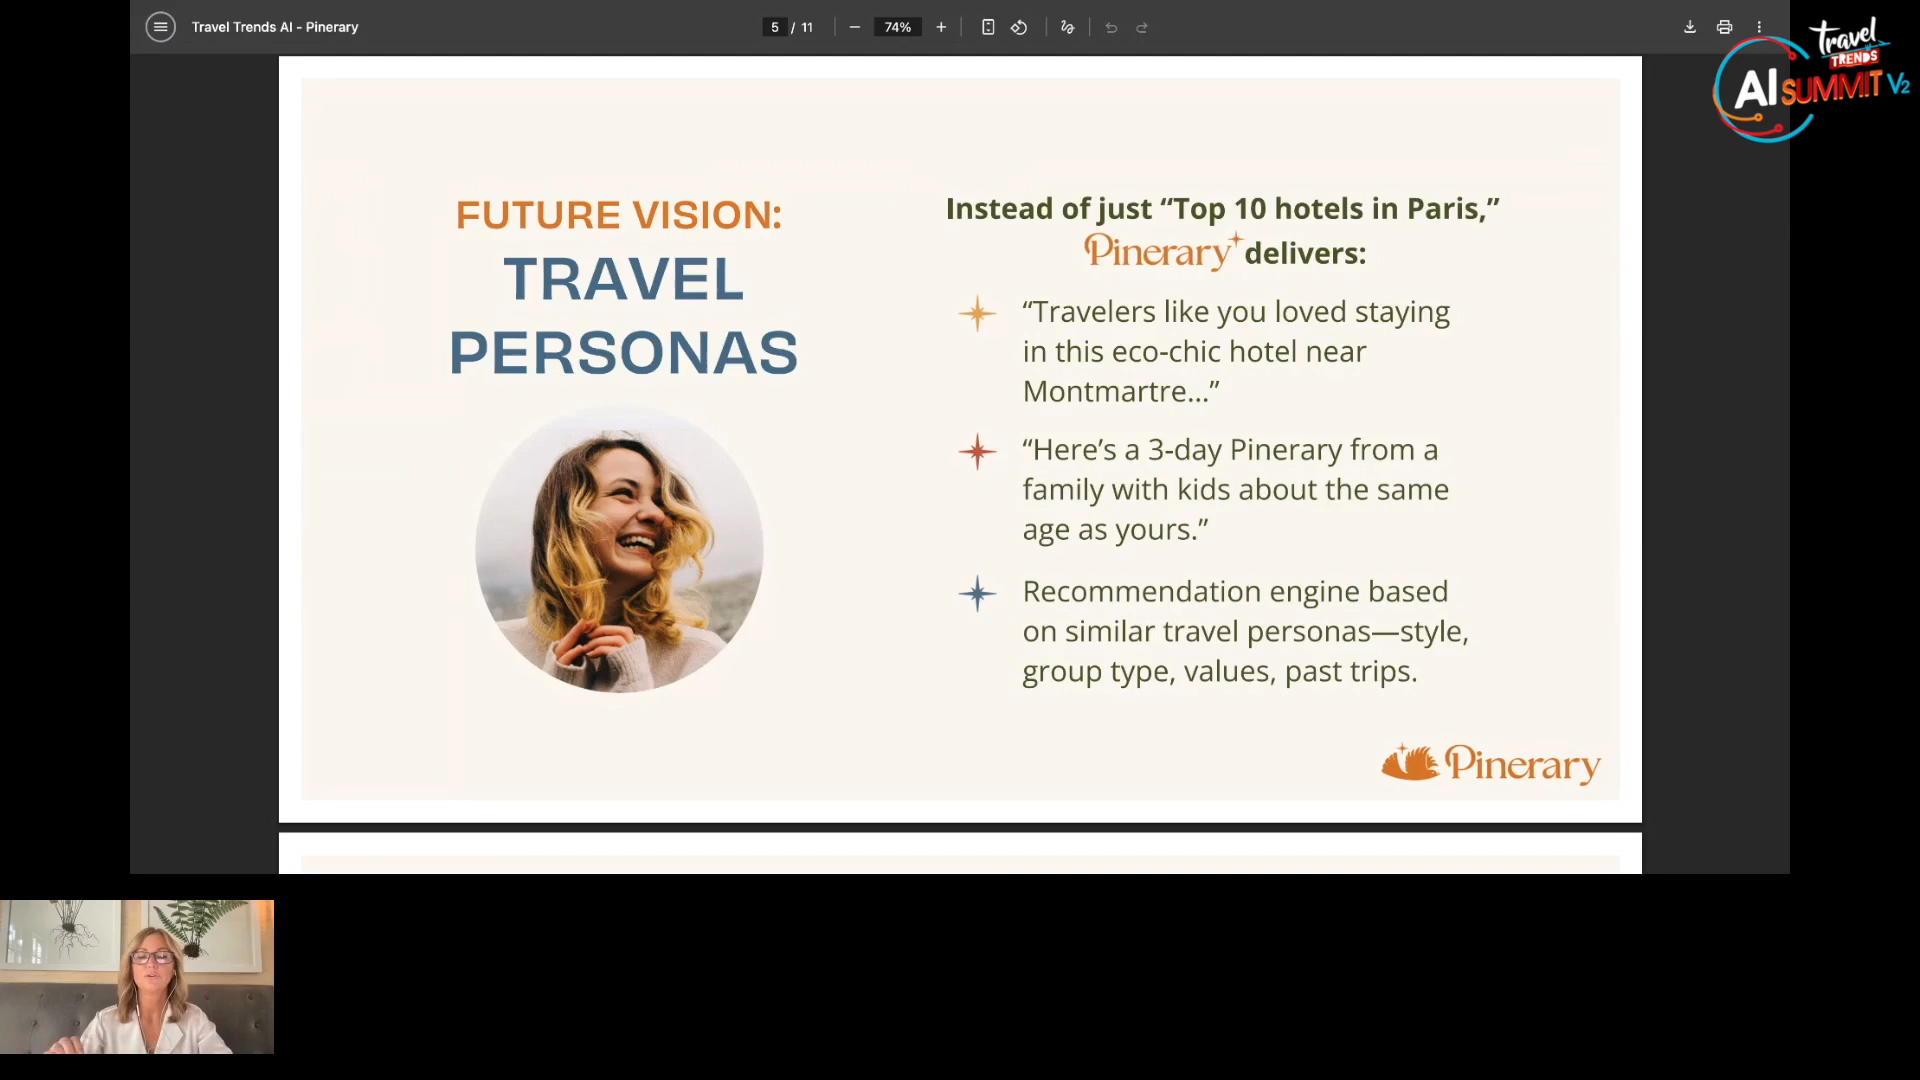 Travel Trends AI - Pinerary
5 / 11
74%
travel
TRENDS
AI SUMMIT V2
FUTURE VISION:
TRAVEL
PERSONAS
Instead of just “Top 10 hotels in Paris,”
Pinerary delivers:
“Travelers like you loved staying
in this eco-chic hotel near
Montmartre...”
“Here’s a 3-day Pinerary from a
family with kids about the same
age as yours.”
Recommendation engine based
on similar travel personas—style,
group type, values, past trips.
Pinerary